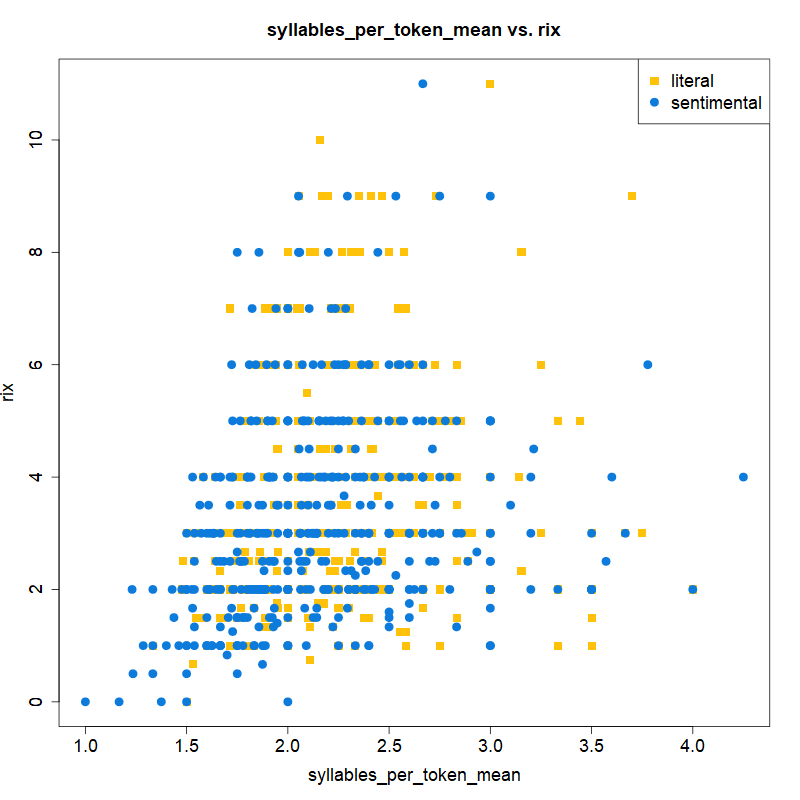 syllables_per_token_mean vs. rix
literal
sentimental
rix
10
8
6
4
2
0
1.0 1.5 2.0 2.5 3.0 3.5 4.0
syllables_per_token_mean